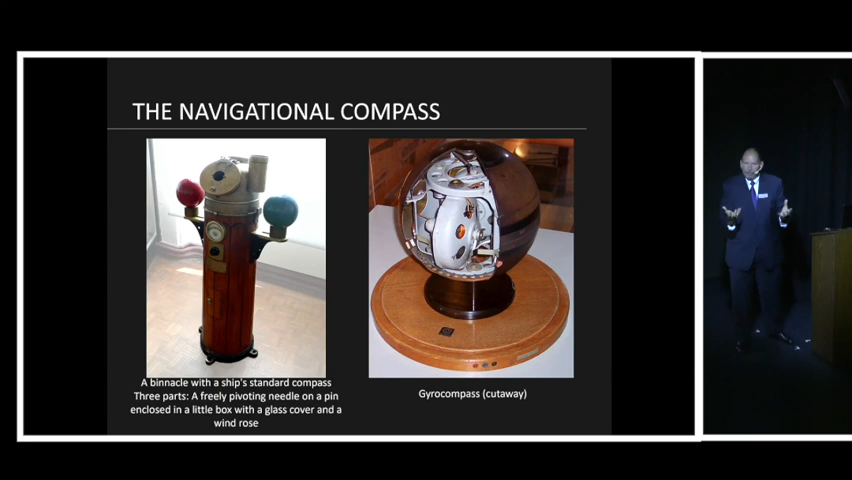 THE NAVIGATIONAL COMPASS
A binnacle with a ship's standard compass
Three parts: A freely pivoting needle on a pin
enclosed in a little box with a glass cover and a
wind rose
Gyrocompass (cutaway)